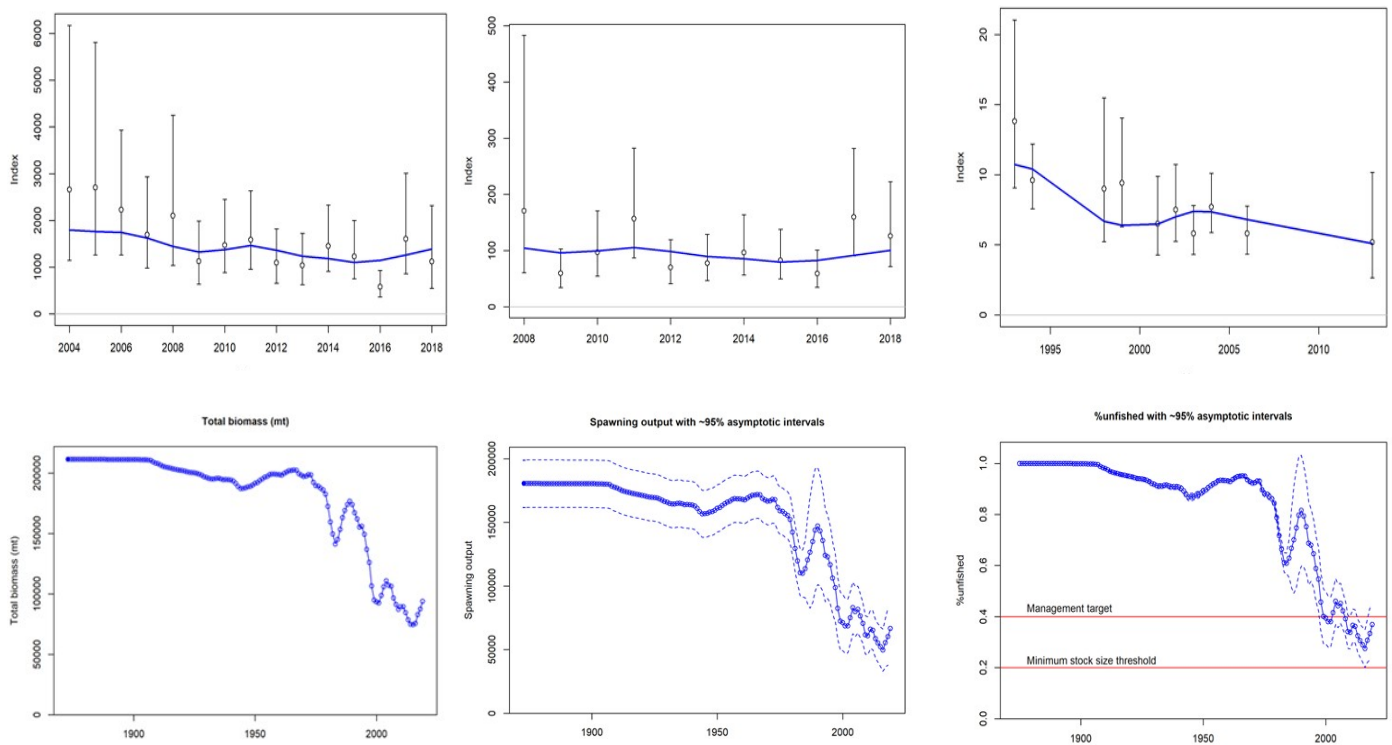 Index
0 1000 2000 3000 4000 5000 6000
2004 2006 2008 2010 2012 2014 2016 2018
Index
0 100 200 300 400 500
2008 2010 2012 2014 2016 2018
Index
0 5 10 15 20
1995 2000 2005 2010
Total biomass (mt)
Total biomass (mt)
0 50000 100000 150000 200000
1900 1950 2000
Spawning output with ~95% asymptotic intervals
Spawning output
0 50000 100000 150000 200000
1900 1950 2000
%unfished with ~95% asymptotic intervals
%unfished
0.0 0.2 0.4 0.6 0.8 1.0
Management target
Minimum stock size threshold
1900 1950 2000